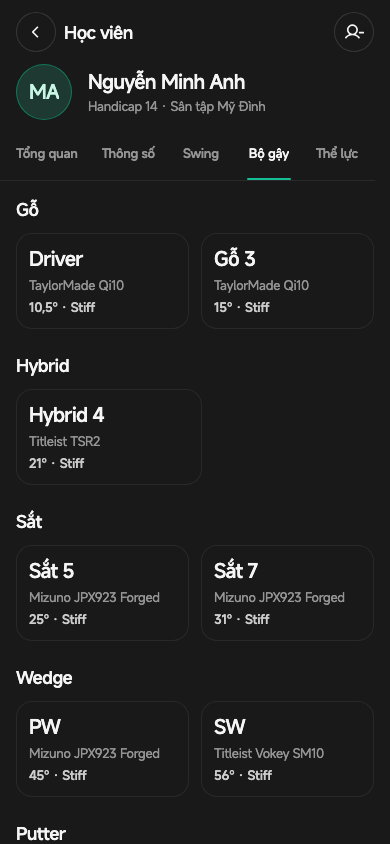 Học viên
MA
Nguyễn Minh Anh
Handicap 14 · Sân tập Mỹ Đình
Tổng quan Thông số Swing Bộ gậy Thể lực
Gỗ
Driver
TaylorMade Qi10
10,5° · Stiff
Gỗ 3
TaylorMade Qi10
15° · Stiff
Hybrid
Hybrid 4
Titleist TSR2
21° · Stiff
Sắt
Sắt 5
Mizuno JPX923 Forged
25° · Stiff
Sắt 7
Mizuno JPX923 Forged
31° · Stiff
Wedge
PW
Mizuno JPX923 Forged
45° · Stiff
SW
Titleist Vokey SM10
56° · Stiff
Putter